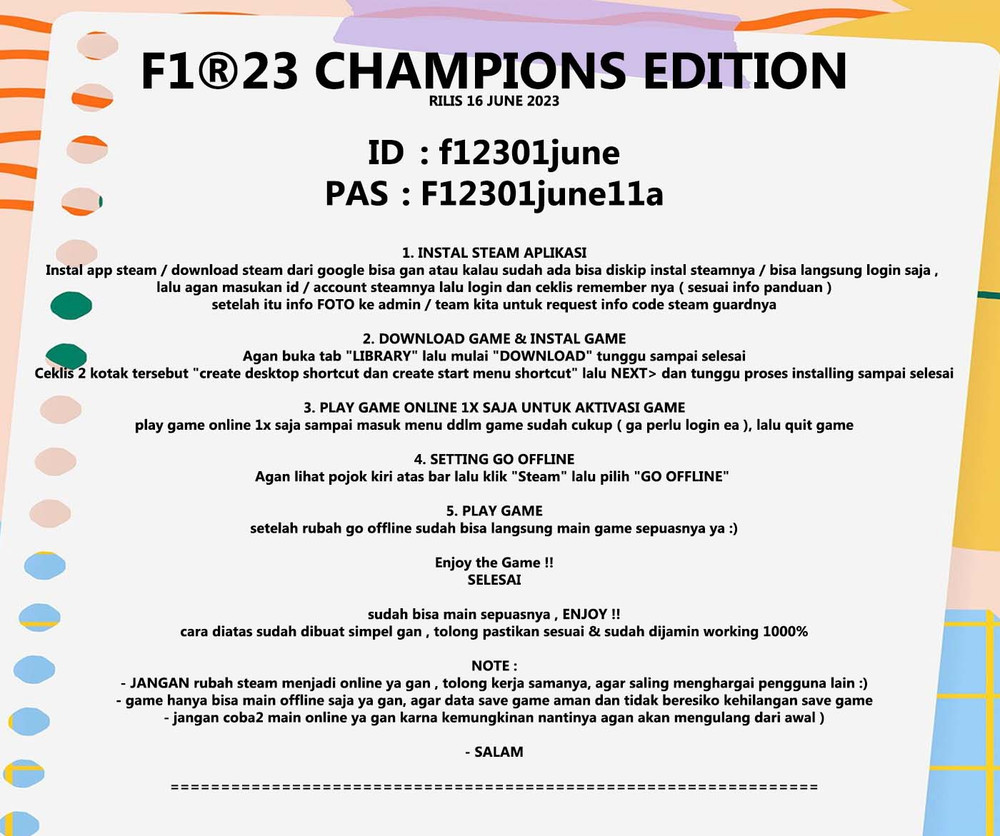 F1®23 CHAMPIONS EDITION
RILIS 16 JUNE 2023
ID : f12301june
PAS : F12301june11a
1. INSTAL STEAM APLIKASI
Instal app steam / download steam dari google bisa gan atau kalau sudah ada bisa diskip instal steamnya / bisa langsung login saja ,
lalu agan masukan id / account steamnya lalu login dan ceklis remember nya ( sesuai info panduan )
setelah itu info FOTO ke admin / team kita untuk request info code steam guardnya
2. DOWNLOAD GAME & INSTAL GAME
Agan buka tab "LIBRARY" lalu mulai "DOWNLOAD" tunggu sampai selesai
Ceklis 2 kotak tersebut "create desktop shortcut dan create start menu shortcut" lalu NEXT> dan tunggu proses installing sampai selesai
3. PLAY GAME ONLINE 1X SAJA UNTUK AKTIVASI GAME
play game online 1x saja sampai masuk menu ddlm game sudah cukup ( ga perlu login ea ), lalu quit game
4. SETTING GO OFFLINE
Agan lihat pojok kiri atas bar lalu klik "Steam" lalu pilih "GO OFFLINE"
5. PLAY GAME
setelah rubah go offline sudah bisa langsung main game sepuasnya ya :)
Enjoy the Game !!
SELESAI
sudah bisa main sepuasnya , ENJOY !!
cara diatas sudah dibuat simpel gan , tolong pastikan sesuai & sudah dijamin working 1000%
NOTE :
- JANGAN rubah steam menjadi online ya gan , tolong kerja samanya, agar saling menghargai pengguna lain :)
- game hanya bisa main offline saja ya gan, agar data save game aman dan tidak beresiko kehilangan save game
- jangan coba2 main online ya gan karna kemungkinan nantinya agan akan mengulang dari awal )
- SALAM
=================================================================